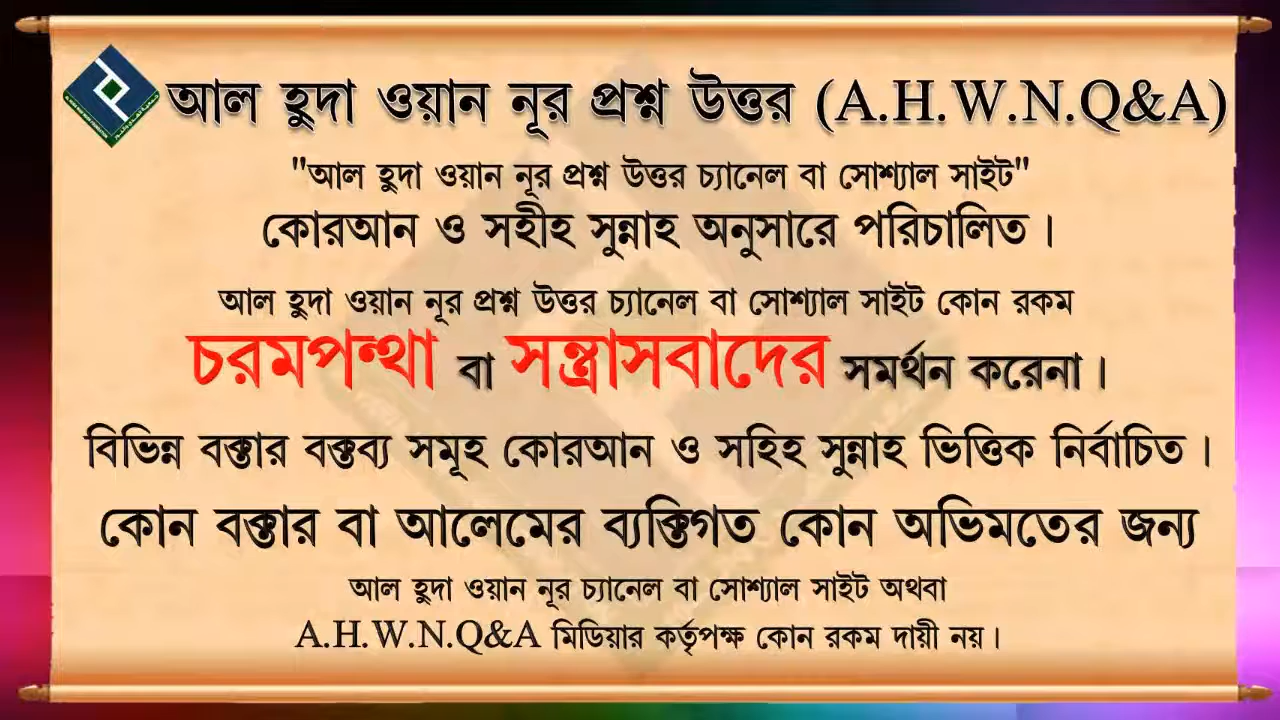 আল হুদা ওয়ান নূর প্রশ্ন উত্তর (A.H.W.N.Q&A)
"আল হুদা ওয়ান নূর প্রশ্ন উত্তর চ্যানেল বা সোশ্যাল সাইট"
কোরআন ও সহীহ সুন্নাহ অনুসারে পরিচালিত।
আল হুদা ওয়ান নূর প্রশ্ন উত্তর চ্যানেল বা সোশ্যাল সাইট কোন রকম
চরমপন্থা বা সন্ত্রাসবাদের সমর্থন করেনা।
বিভিন্ন বক্তার বক্তব্য সমূহ কোরআন ও সহিহ সুন্নাহ ভিত্তিক নির্বাচিত।
কোন বক্তার বা আলেমের ব্যক্তিগত কোন অভিমতের জন্য
আল হুদা ওয়ান নূর চ্যানেল বা সোশ্যাল সাইট অথবা
A.H.W.N.Q&A মিডিয়ার কর্তৃপক্ষ কোন রকম দায়ী নয়।